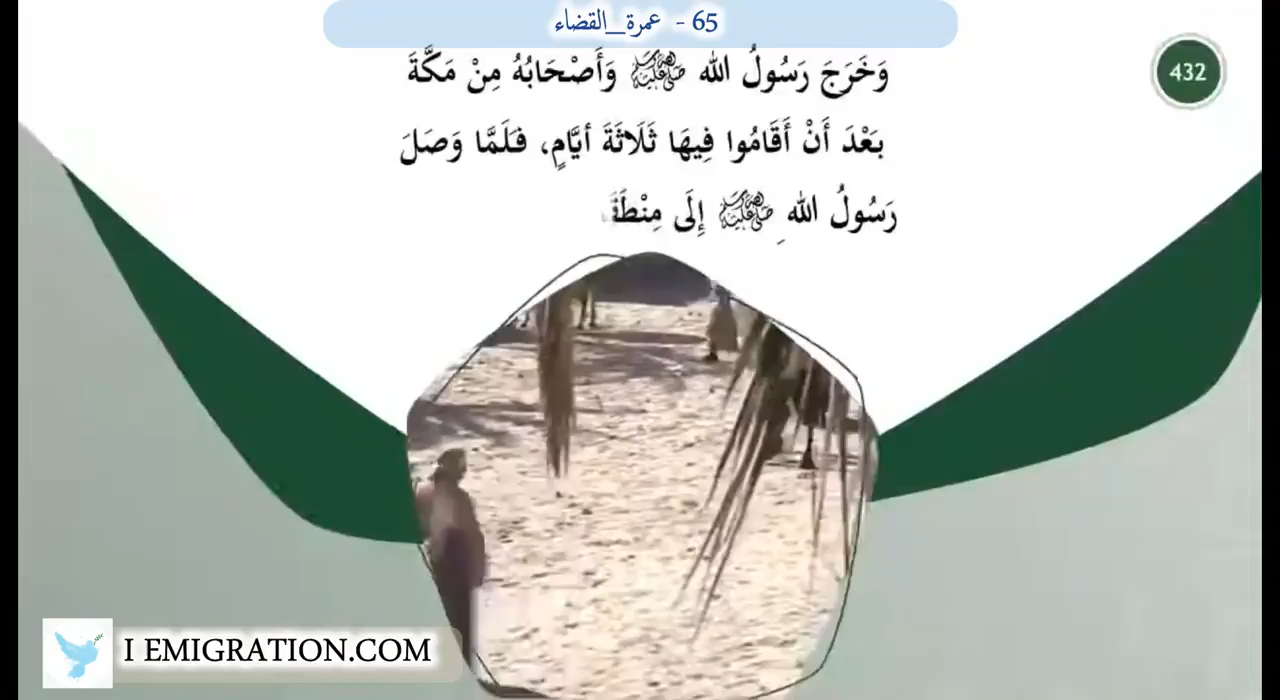 65 - عمرة_القضاء
432
وَخَرَجَ رَسُولُ الله ﷺ وَأَصْحَابُهُ مِنْ مَكَّةَ
بَعْدَ أَنْ أَقَامُوا فِيهَا ثَلَاثَةَ أيَّامٍ، فَلَمَّا وَصَلَ
رَسُولُ اللهِ ﷺ إِلَى
I EMIGRATION.COM